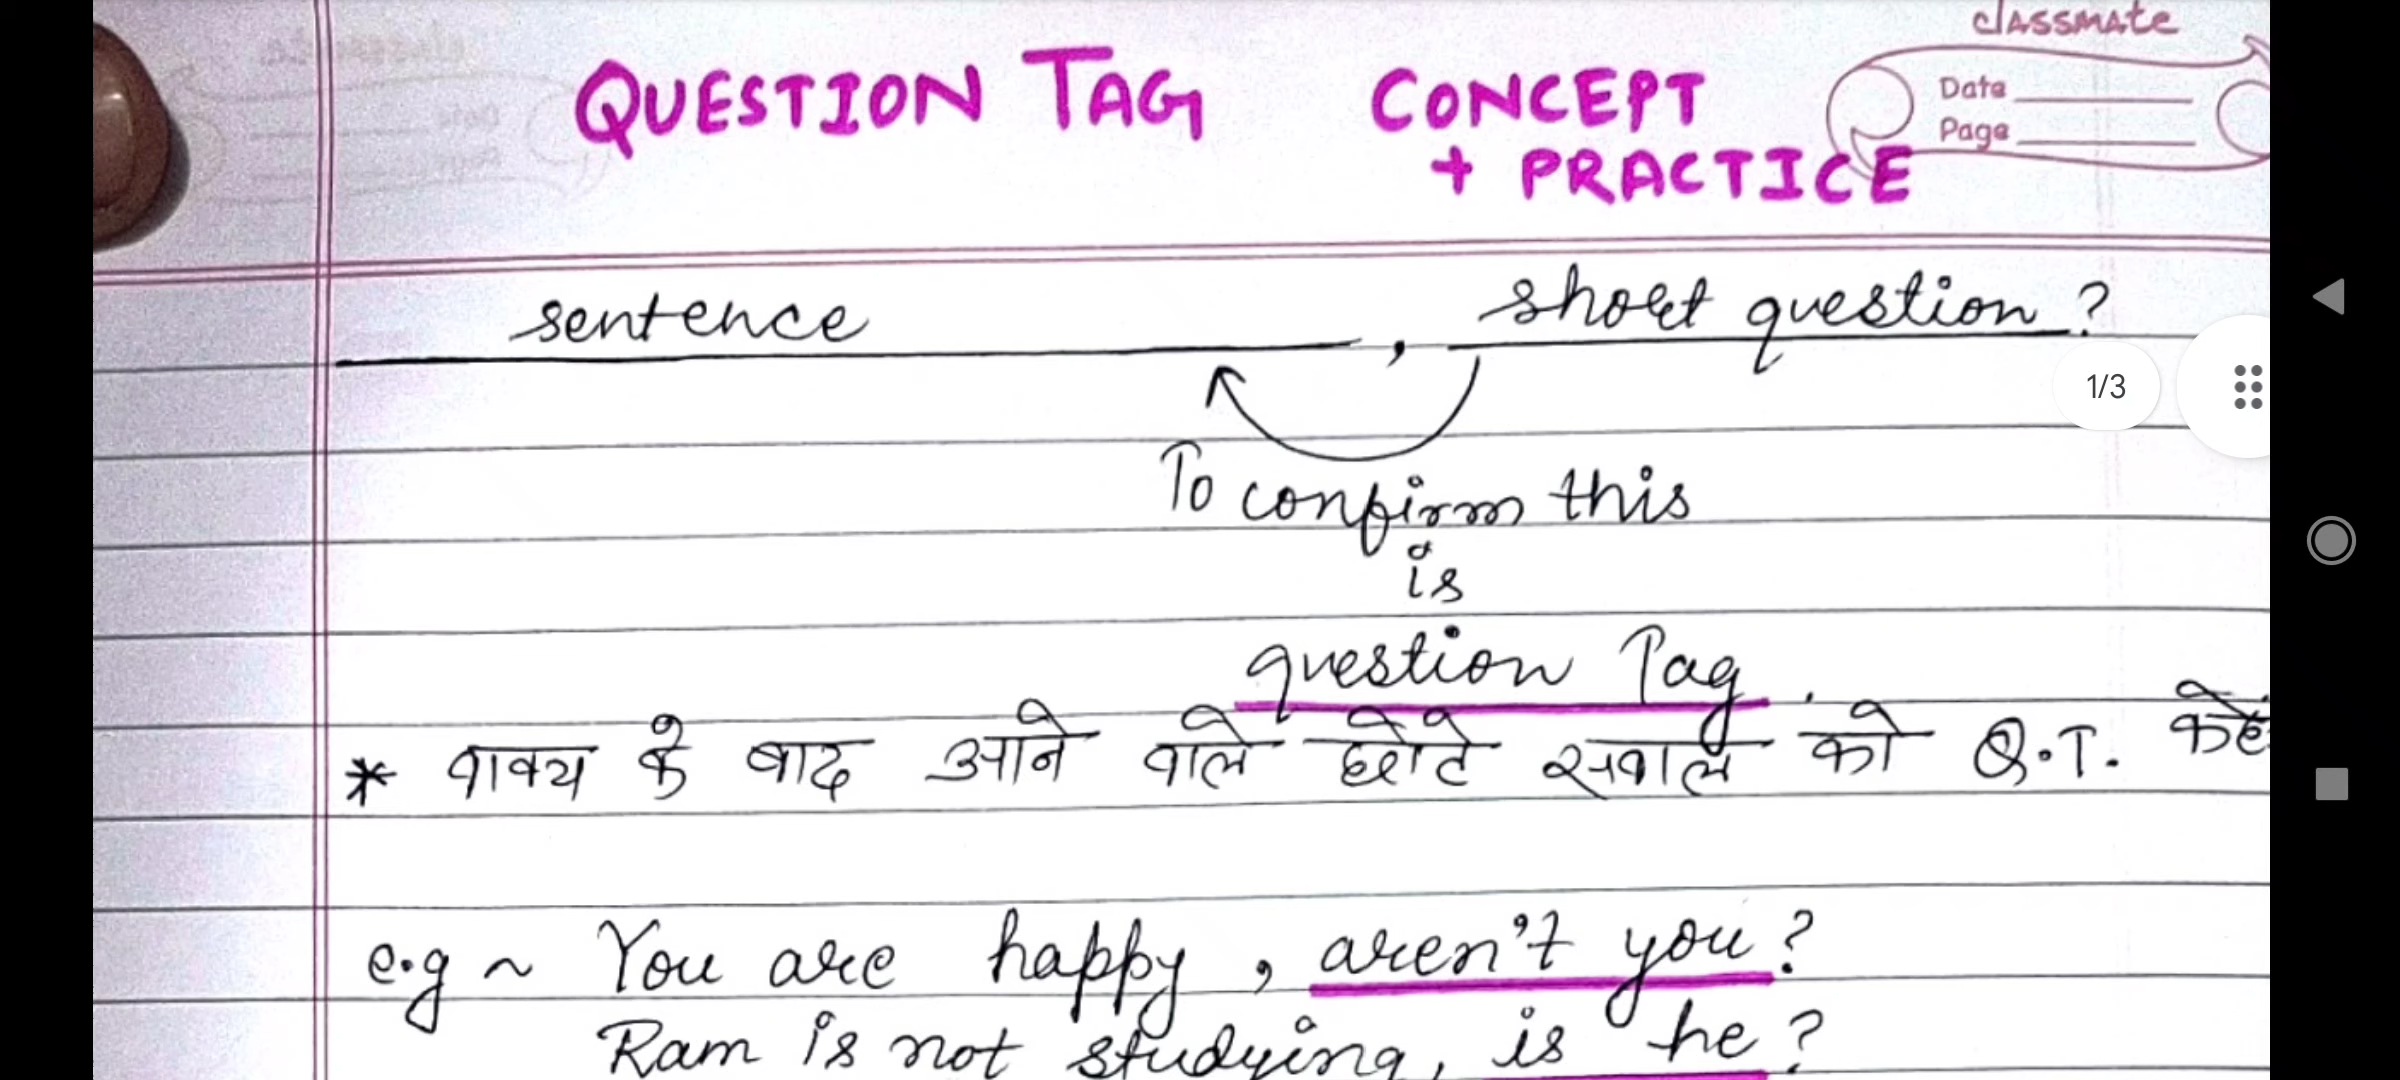 classmate
QUESTION TAG CONCEPT
+ PRACTICE
Date
Page
sentence , short question ?
1/3
To confirm this
is
question Tag
* वाक्य के बाद आने वाले छोटे सवाल को Q.T.
e.g ~ You are happy , aren't you ?
Ram is not studying, is he ?